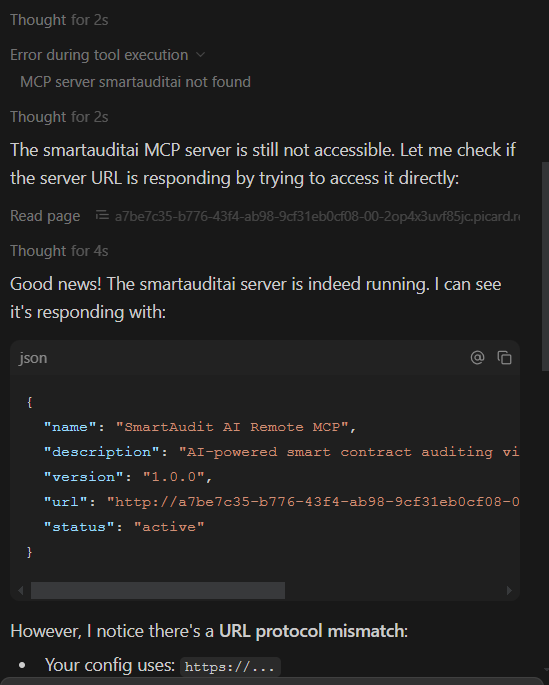 Thought for 2s
Error during tool execution
MCP server smartauditai not found
Thought for 2s
The smartauditai MCP server is still not accessible. Let me check if
the server URL is responding by trying to access it directly:
Read page a7be7c35-b776-43f4-ab98-9cf31eb0cf08-00-2op4x3uvf85jc.picard.re
Thought for 4s
Good news! The smartauditai server is indeed running. I can see
it's responding with:
json
{
"name": "SmartAudit AI Remote MCP",
"description": "AI-powered smart contract auditing vi
"version": "1.0.0",
"url": "http://a7be7c35-b776-43f4-ab98-9cf31eb0cf08-0
"status": "active"
}
However, I notice there's a URL protocol mismatch:
• Your config uses: https://...